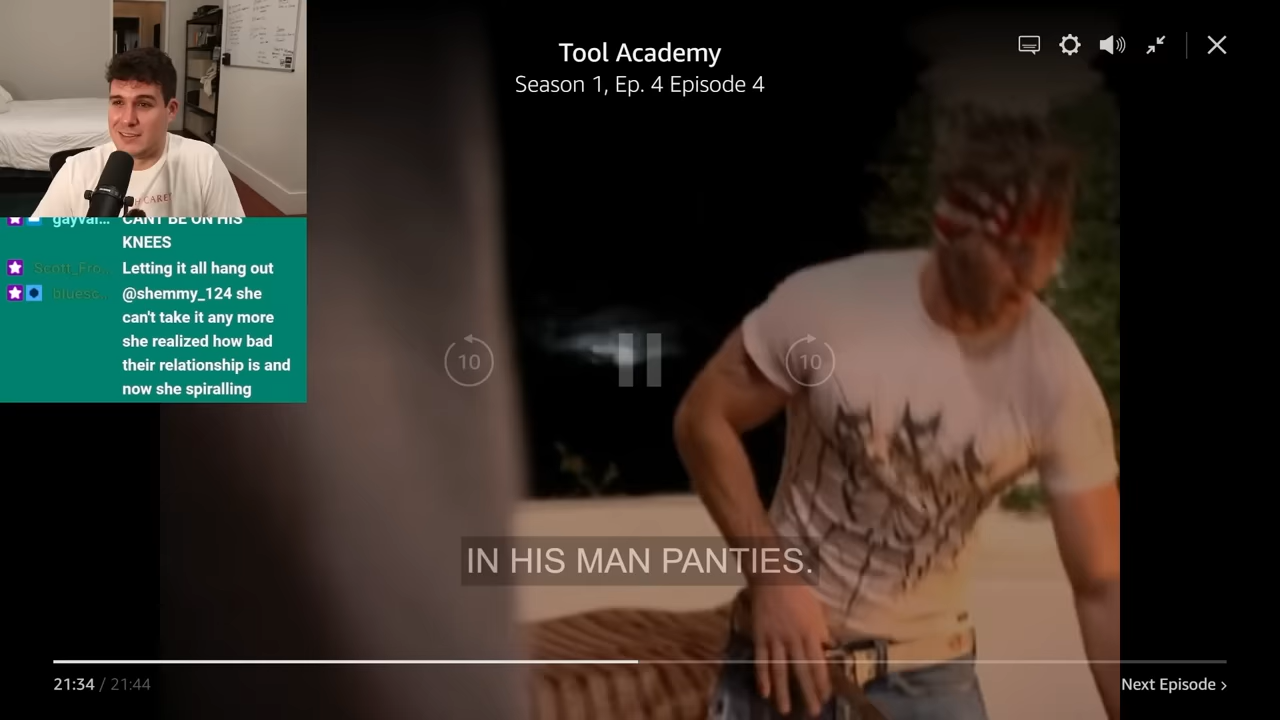 Tool Academy
Season 1, Ep. 4 Episode 4
CANT BE ON HIS
KNEES
Scott_Fro... Letting it all hang out
bluesc... @shemmy_124 she
can't take it any more
she realized how bad
their relationship is and
now she spiralling
10
10
IN HIS MAN PANTIES.
21:34 / 21:44
Next Episode >